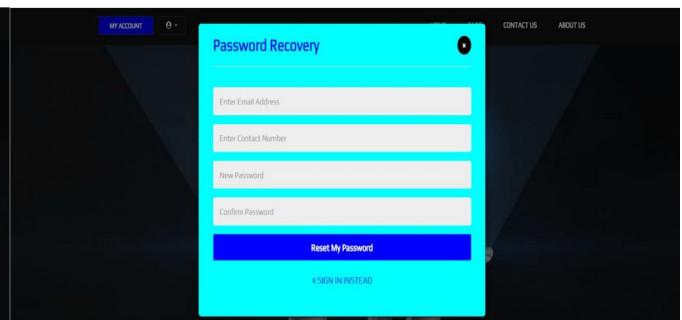 MY ACCOUNT
CONTACT US
ABOUT US
Password Recovery
x
Enter Email Address
Enter Contact Number
New Password
Confirm Password
Reset My Password
« SIGN IN INSTEAD